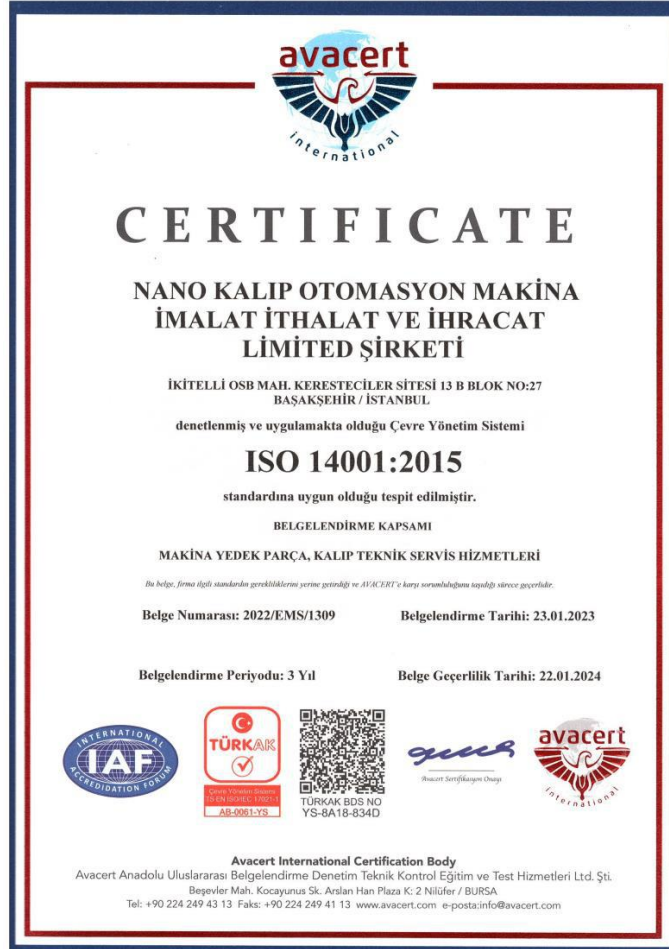 avacert
international
CERTIFICATE
NANO KALIP OTOMASYON MAKİNA
İMALAT İTHALAT VE İHRACAT
LİMİTED ŞİRKETİ
İKİTELLİ OSB MAH. KERESTECİLER SİTESİ 13 B BLOK NO:27
BAŞAKŞEHİR / İSTANBUL
denetlenmiş ve uygulamakta olduğu Çevre Yönetim Sistemi
ISO 14001:2015
standardına uygun olduğu tespit edilmiştir.
BELGELENDİRME KAPSAMI
MAKİNA YEDEK PARÇA, KALIP TEKNİK SERVİS HİZMETLERİ
Bu belge, firma ilgili standardın gerekliliklerini yerine getirdiği ve AVACERT'e karşı sorumluluğunu taşıdığı sürece geçerlidir.
Belge Numarası: 2022/EMS/1309
Belgelendirme Tarihi: 23.01.2023
Belgelendirme Periyodu: 3 Yıl
Belge Geçerlilik Tarihi: 22.01.2024
INTERNATIONAL
IAF
ACCREDIDATION FORUM
TÜRKAK
Çevre Yönetim Sistemi
TS EN ISO/IEC 17021-1
AB-0061-YS
TÜRKAK BDS NO
YS-8A18-834D
Avacert Sertifikasyon Onayı
avacert
international
Avacert International Certification Body
Avacert Anadolu Uluslararası Belgelendirme Denetim Teknik Kontrol Eğitim ve Test Hizmetleri Ltd. Şti.
Beşevler Mah. Kocayunus Sk. Arslan Han Plaza K: 2 Nilüfer / BURSA
Tel: +90 224 249 43 13 Faks: +90 224 249 41 13 www.avacert.com e-posta:info@avacert.com